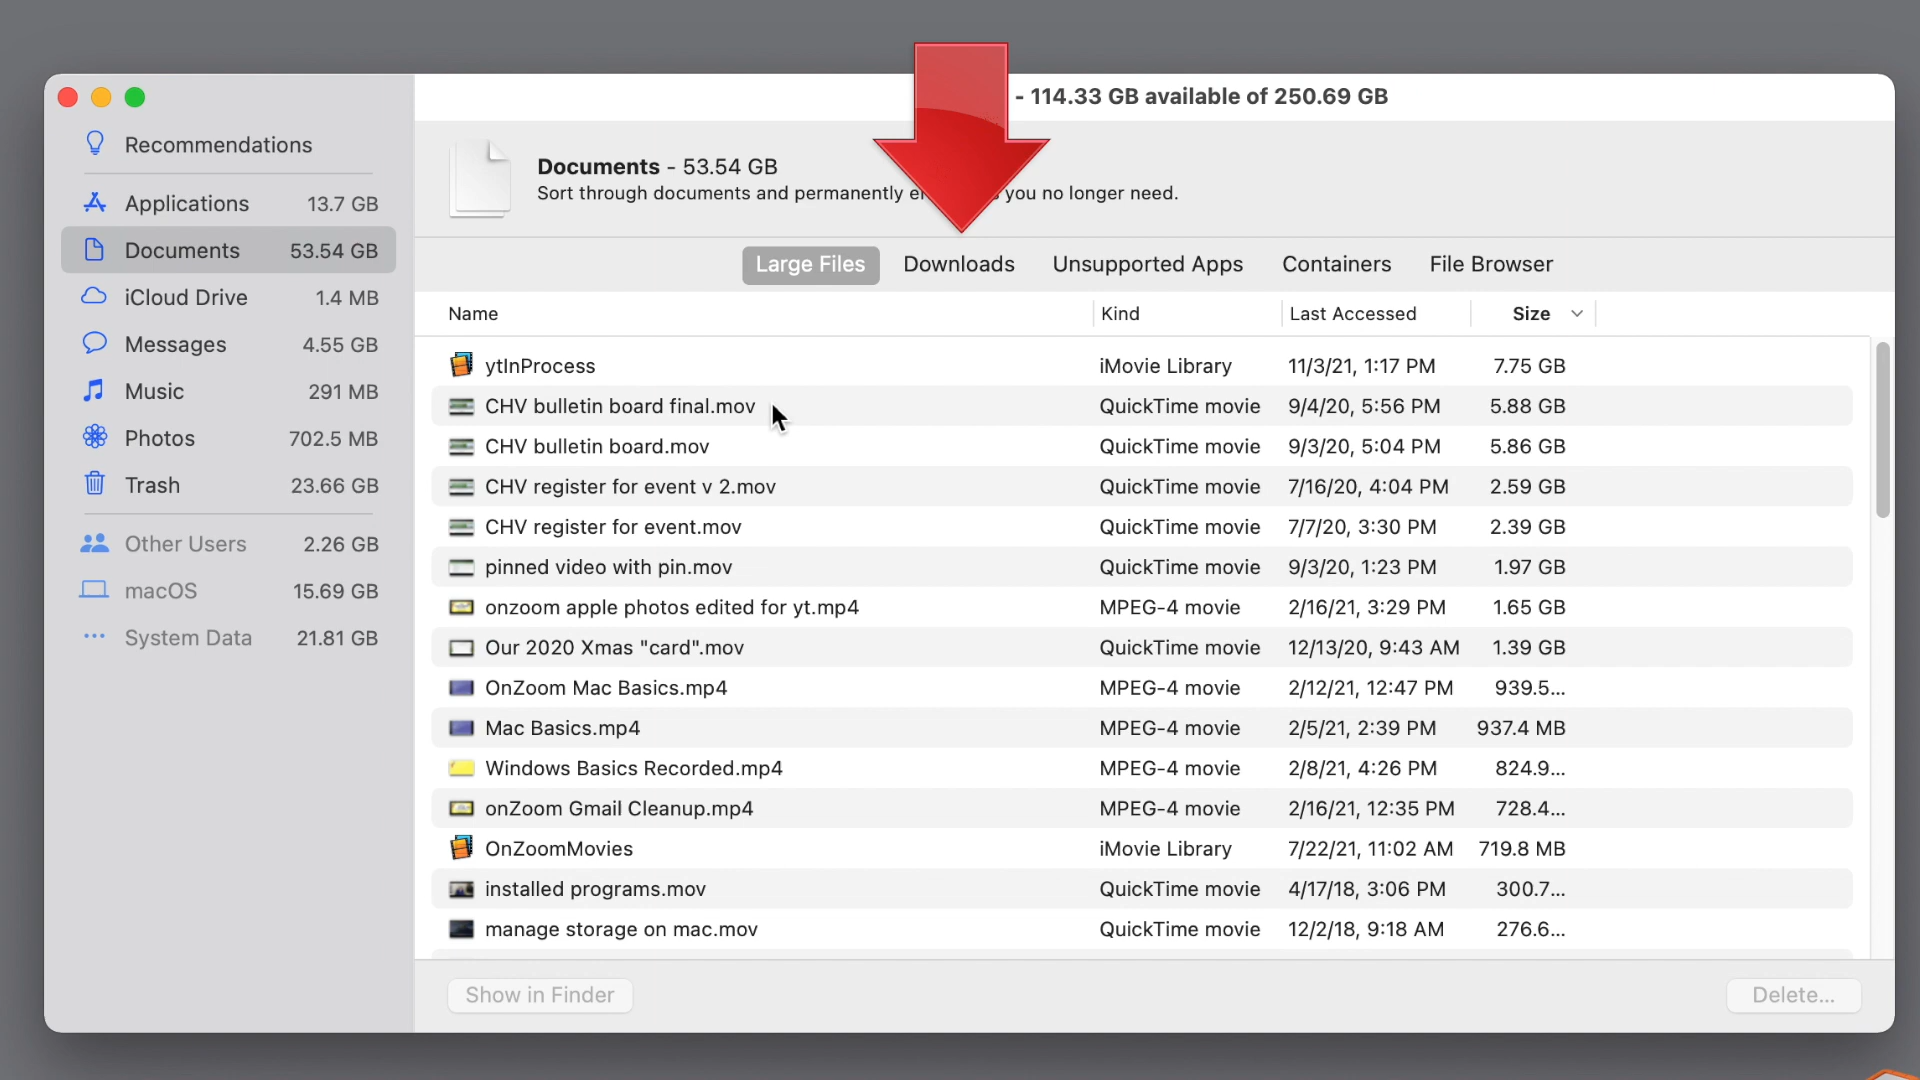 - 114.33 GB available of 250.69 GB
Recommendations
Applications 13.7 GB
Documents 53.54 GB
iCloud Drive 1.4 MB
Messages 4.55 GB
Music 291 MB
Photos 702.5 MB
Trash 23.66 GB
Other Users 2.26 GB
macOS 15.69 GB
System Data 21.81 GB
Documents - 53.54 GB
Sort through documents and permanently you no longer need.
Large Files Downloads Unsupported Apps Containers File Browser
Name Kind Last Accessed Size
ytInProcess iMovie Library 11/3/21, 1:17 PM 7.75 GB
CHV bulletin board final.mov QuickTime movie 9/4/20, 5:56 PM 5.88 GB
CHV bulletin board.mov QuickTime movie 9/3/20, 5:04 PM 5.86 GB
CHV register for event v 2.mov QuickTime movie 7/16/20, 4:04 PM 2.59 GB
CHV register for event.mov QuickTime movie 7/7/20, 3:30 PM 2.39 GB
pinned video with pin.mov QuickTime movie 9/3/20, 1:23 PM 1.97 GB
onzoom apple photos edited for yt.mp4 MPEG-4 movie 2/16/21, 3:29 PM 1.65 GB
Our 2020 Xmas "card".mov QuickTime movie 12/13/20, 9:43 AM 1.39 GB
OnZoom Mac Basics.mp4 MPEG-4 movie 2/12/21, 12:47 PM 939.5...
Mac Basics.mp4 MPEG-4 movie 2/5/21, 2:39 PM 937.4 MB
Windows Basics Recorded.mp4 MPEG-4 movie 2/8/21, 4:26 PM 824.9...
onZoom Gmail Cleanup.mp4 MPEG-4 movie 2/16/21, 12:35 PM 728.4...
OnZoomMovies iMovie Library 7/22/21, 11:02 AM 719.8 MB
installed programs.mov QuickTime movie 4/17/18, 3:06 PM 300.7...
manage storage on mac.mov QuickTime movie 12/2/18, 9:18 AM 276.6...
Show in Finder Delete...